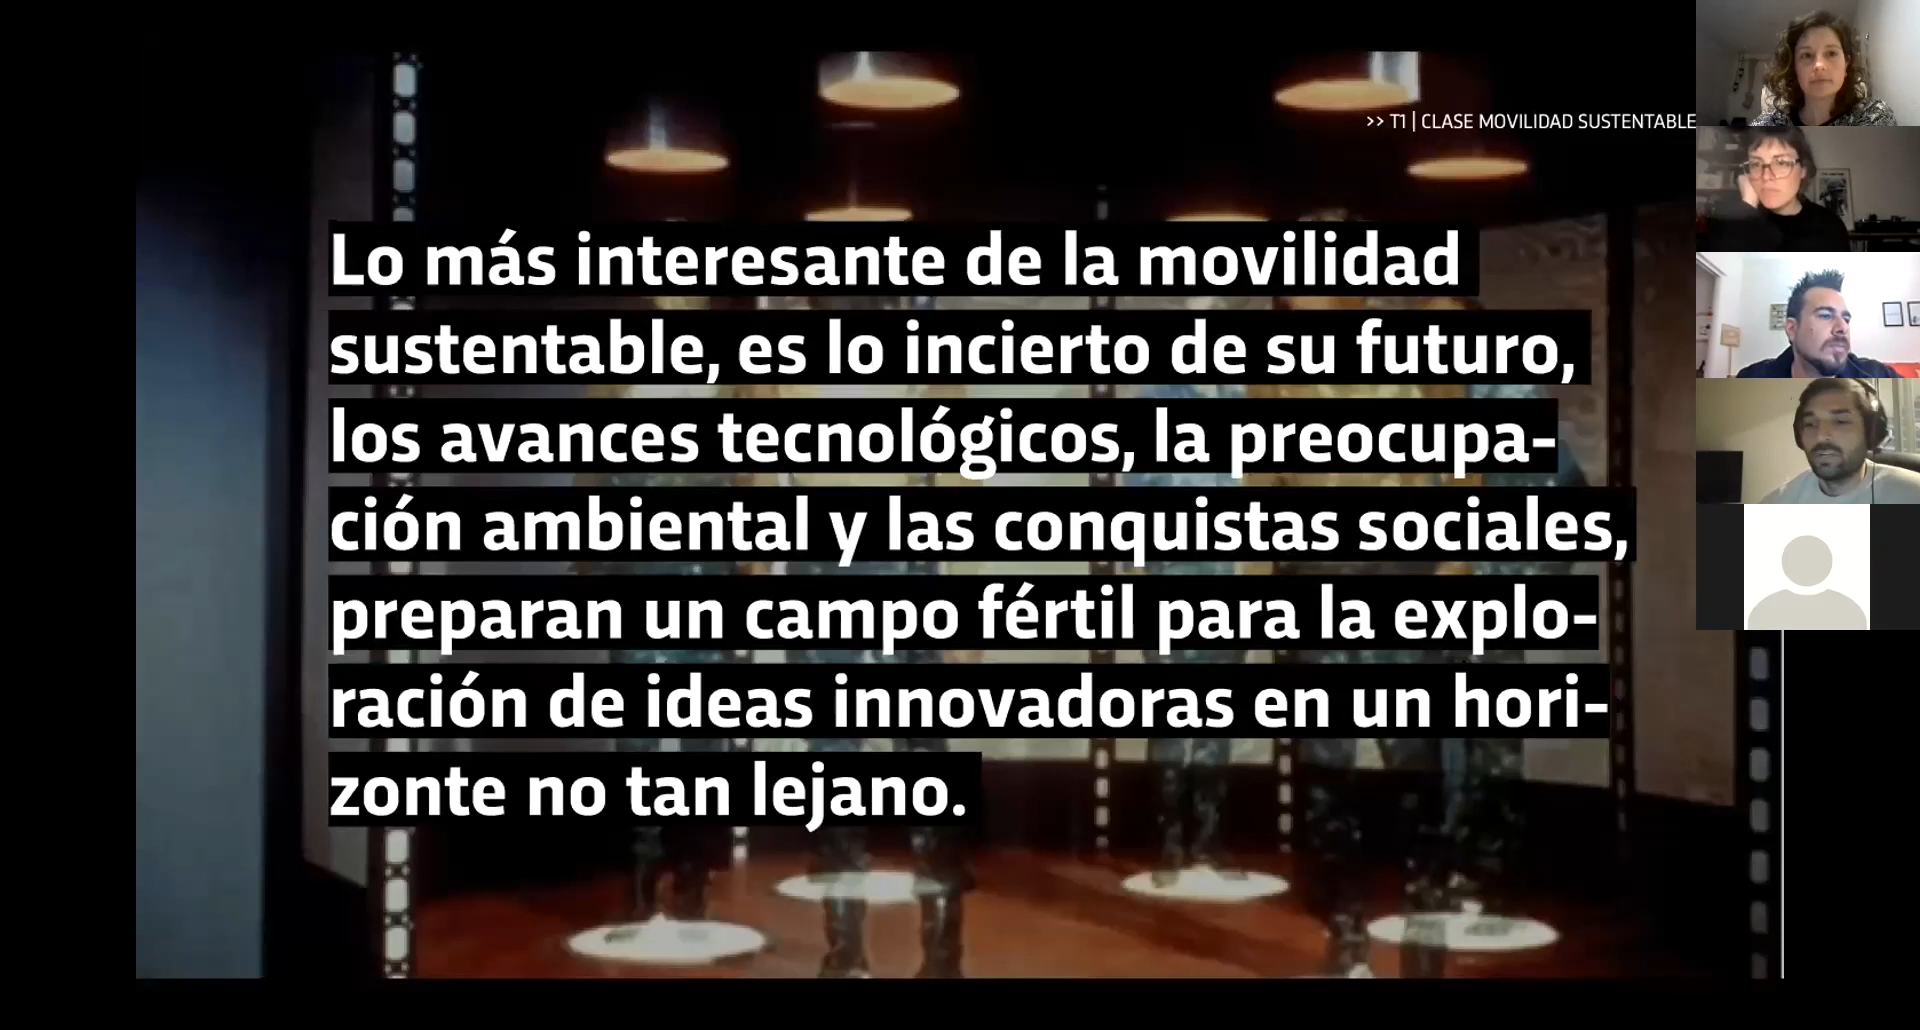 >> T1 | CLASE MOVILIDAD SUSTENTABLE
Lo más interesante de la movilidad
sustentable, es lo incierto de su futuro,
los avances tecnológicos, la preocupa-
ción ambiental y las conquistas sociales,
preparan un campo fértil para la explo-
ración de ideas innovadoras en un hori-
zonte no tan lejano.